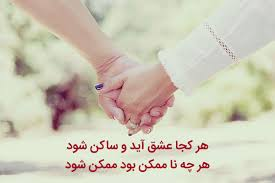 هر کجا عشق آید و ساکن شود
هر چه نا ممکن بود ممکن شود